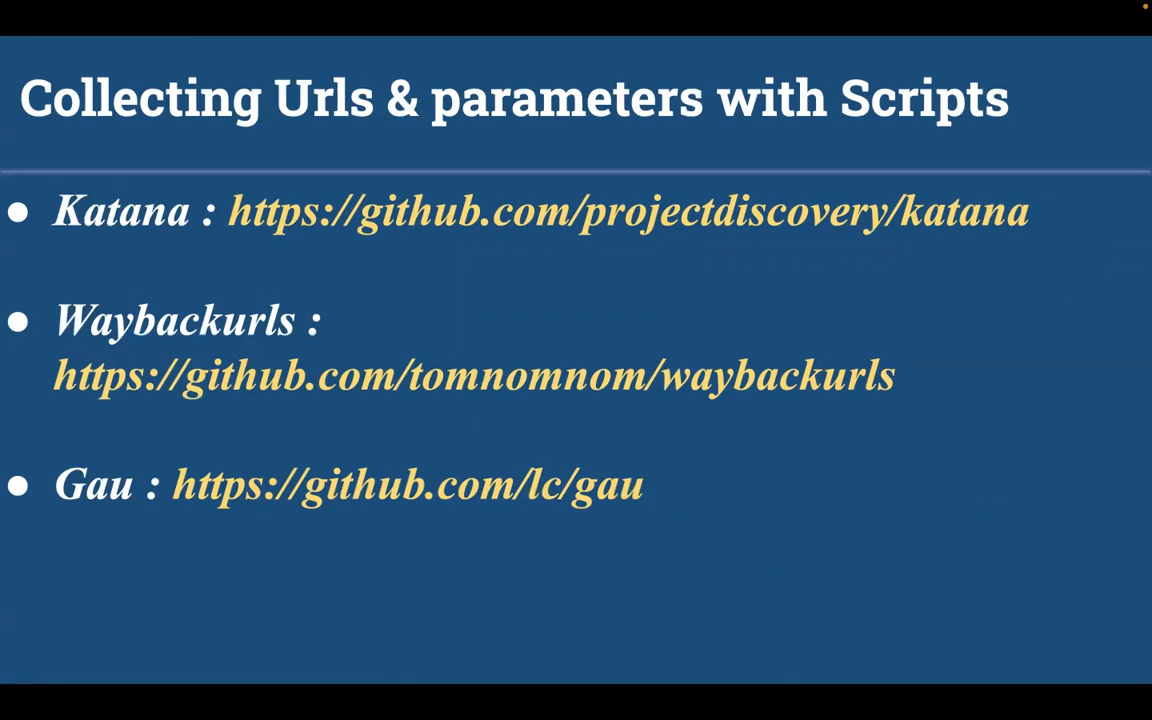 Collecting Urls & parameters with Scripts
● Katana : https://github.com/projectdiscovery/katana
● Waybackurls :
https://github.com/tomnomnom/waybackurls
● Gau : https://github.com/lc/gau